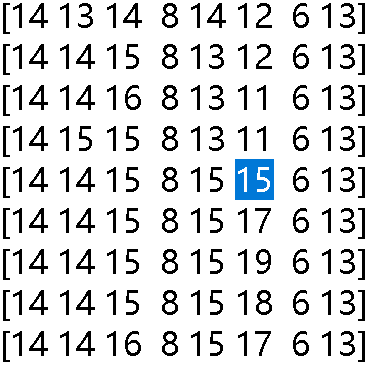 [14 13 14  8 14 12  6 13]
[14 14 15  8 13 12  6 13]
[14 14 16  8 13 11  6 13]
[14 15 15  8 13 11  6 13]
[14 14 15  8 15 15  6 13]
[14 14 15  8 15 17  6 13]
[14 14 15  8 15 19  6 13]
[14 14 15  8 15 18  6 13]
[14 14 16  8 15 17  6 13]